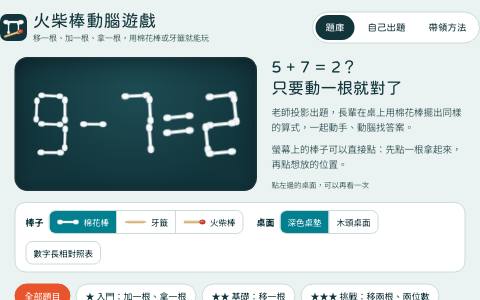 火柴棒動腦遊戲
移一根、加一根、拿一根，用棉花棒或牙籤就能玩
題庫 自己出題 帶領方法
9-7=2
5 + 7 = 2？
只要動一根就對了
老師投影出題，長輩在桌上用棉花棒擺出同樣
的算式，一起動手、動腦找答案。
螢幕上的棒子可以直接點：先點一根拿起來，
再點想放的位置。
點左邊的桌面，可以再看一次
棒子 棉花棒 牙籤 火柴棒 桌面 深色桌墊 木頭桌面
數字長相對照表
全部題目 ★ 入門：加一根、拿一根 ★★ 基礎：移一根 ★★★ 挑戰：移兩根、兩位數